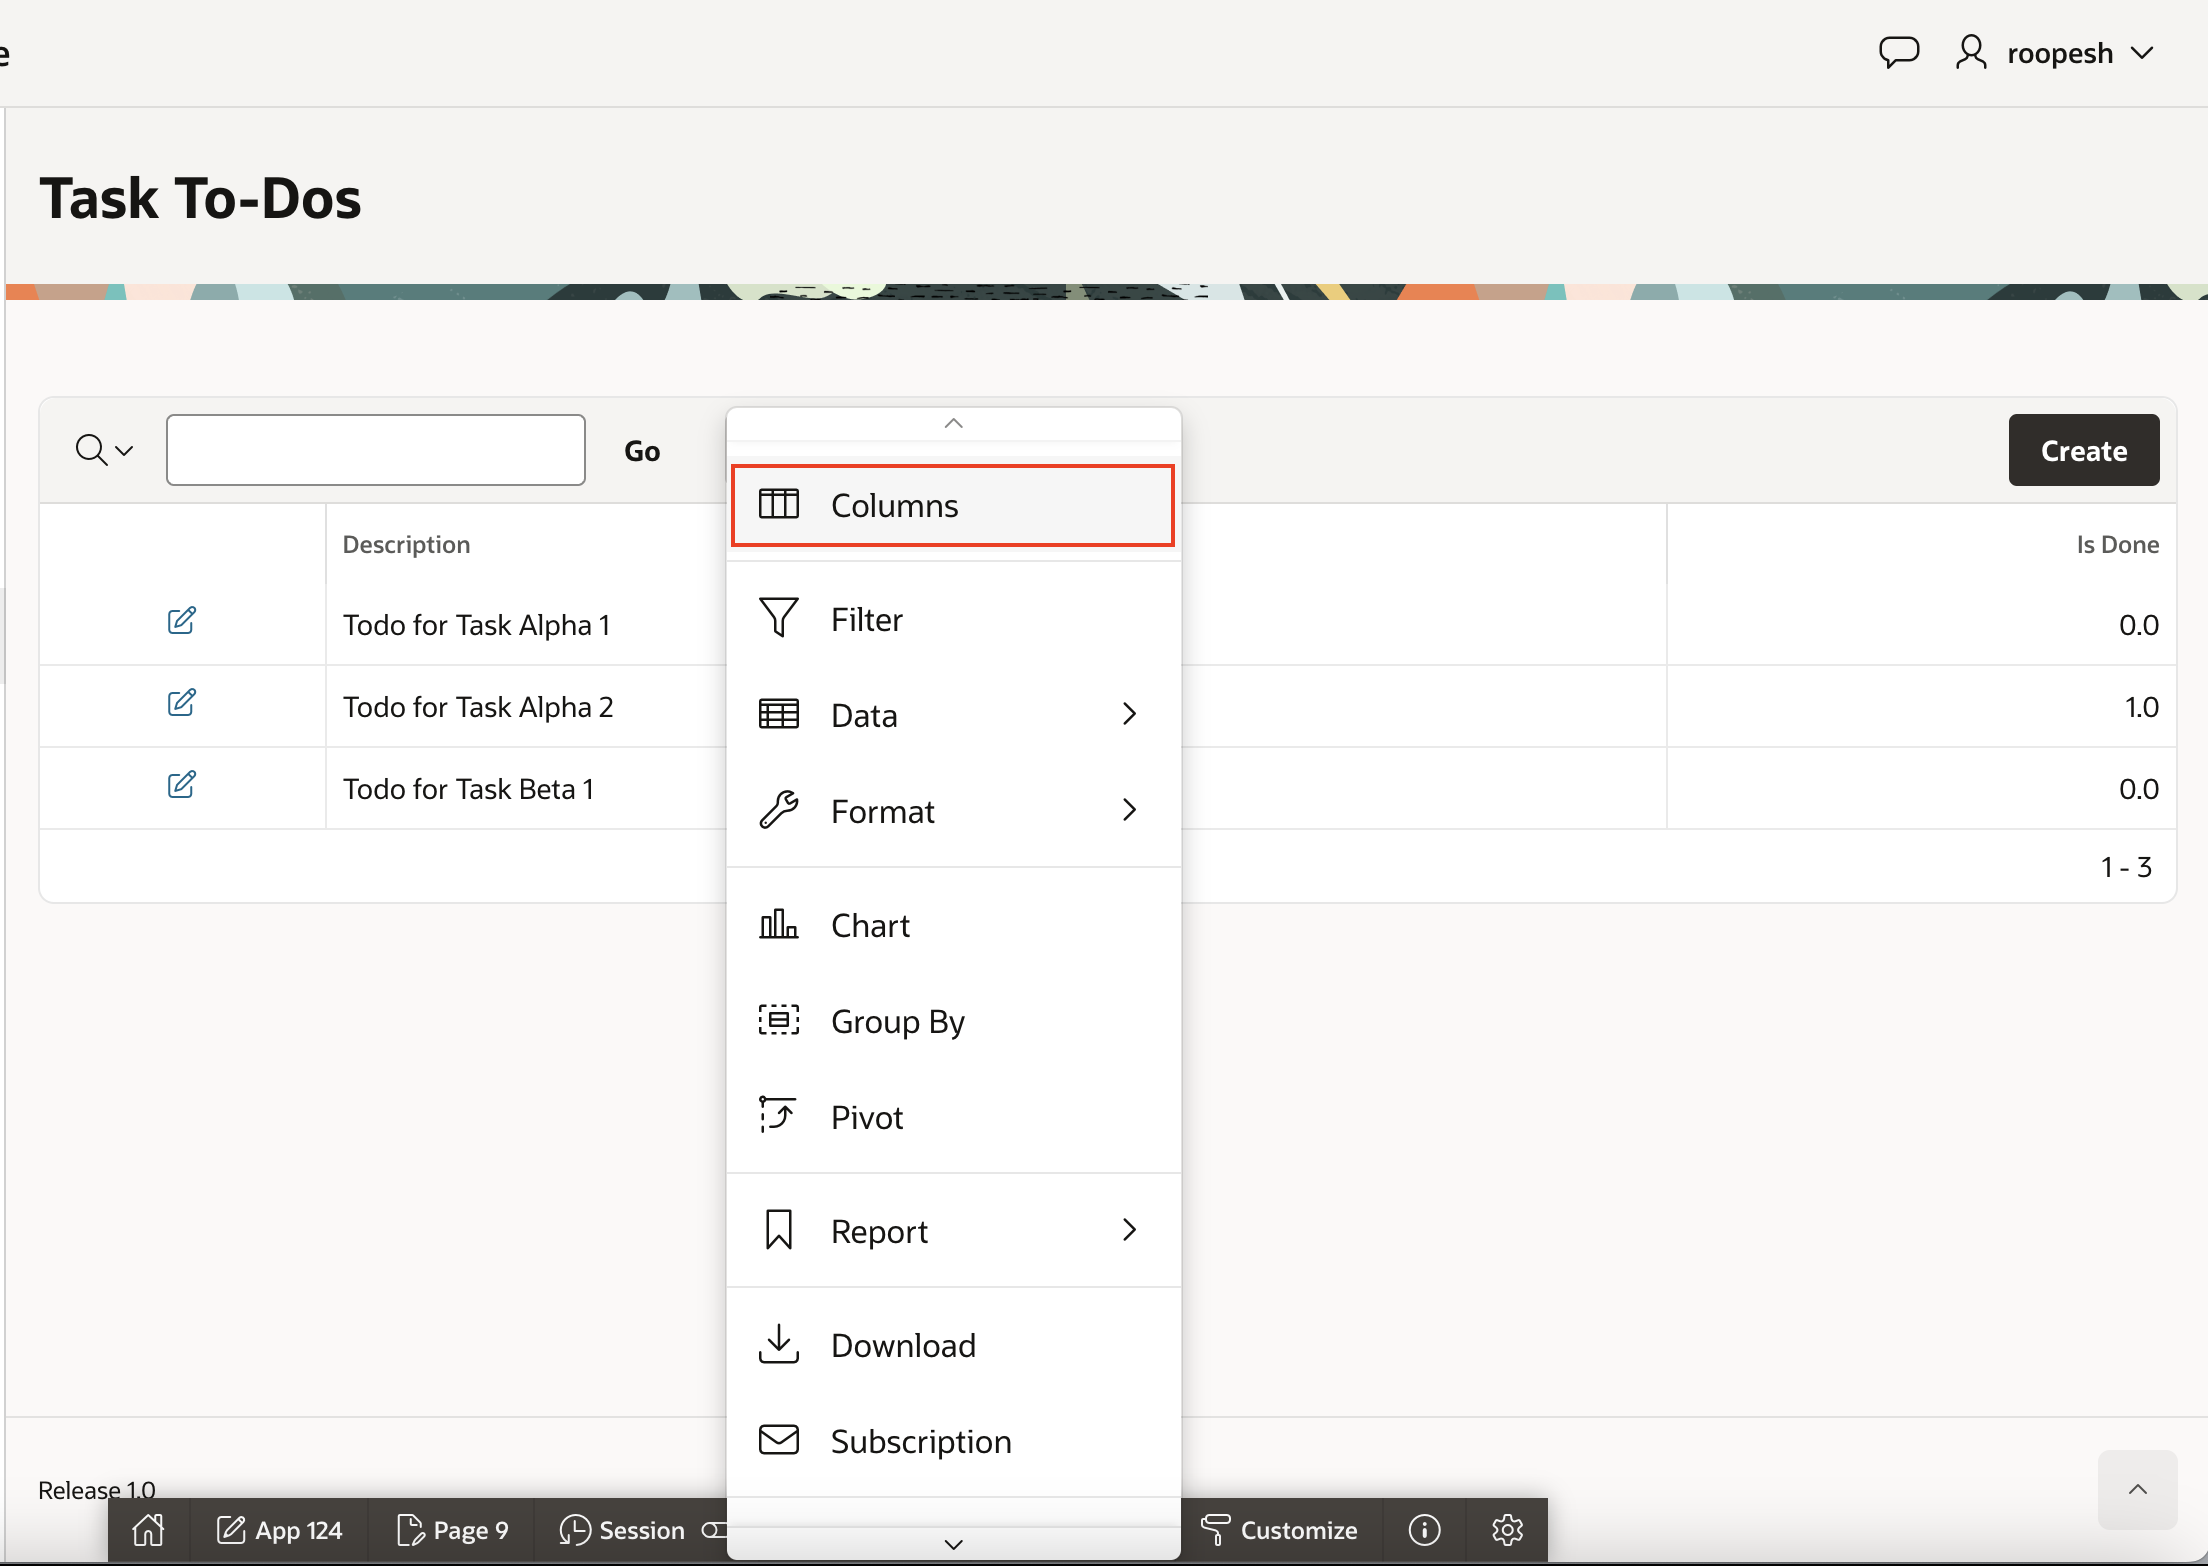 e
roopesh
Task To-Dos
Go
Create
Columns
Description
Is Done
Todo for Task Alpha 1
0.0
Todo for Task Alpha 2
1.0
Todo for Task Beta 1
0.0
1 - 3
Filter
Data
Format
Chart
Group By
Pivot
Report
Download
Subscription
Release 1.0
App 124
Page 9
Session
Customize